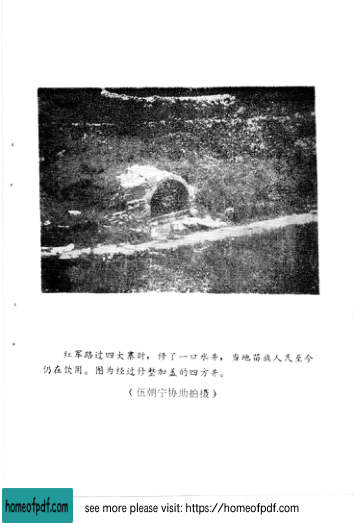 红军路过四大寨时，修了一口水井，当地苗族人民至今
仍在饮用。图为经过修整加盖的四方井。
（伍朝宁协助拍摄）
homeofpdf.com
see more please visit: https://homeofpdf.com